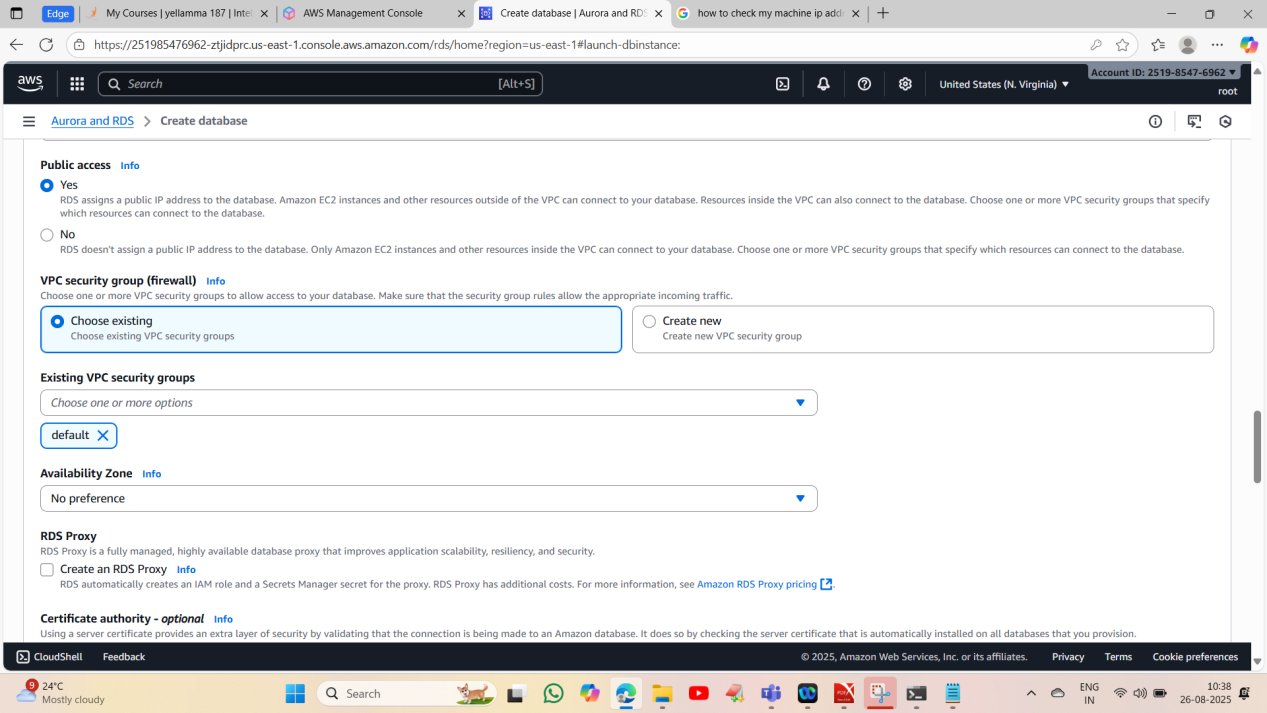 Edge
My Courses | yellamma 187 | Intel
AWS Management Console
Create database | Aurora and RDS
how to check my machine ip addr
https://251985476962-ztjidprc.us-east-1.console.aws.amazon.com/rds/home?region=us-east-1#launch-dbinstance:
aws
Search
[Alt+S]
United States (N. Virginia)
Account ID: 2519-8547-6962
root
Aurora and RDS
Create database
Public access Info
Yes
RDS assigns a public IP address to the database. Amazon EC2 instances and other resources outside of the VPC can connect to your database. Resources inside the VPC can also connect to the database. Choose one or more VPC security groups that specify
which resources can connect to the database.
No
RDS doesn't assign a public IP address to the database. Only Amazon EC2 instances and other resources inside the VPC can connect to your database. Choose one or more VPC security groups that specify which resources can connect to the database.
VPC security group (firewall) Info
Choose one or more VPC security groups to allow access to your database. Make sure that the security group rules allow the appropriate incoming traffic.
Choose existing
Choose existing VPC security groups
Create new
Create new VPC security group
Existing VPC security groups
Choose one or more options
default
Availability Zone Info
No preference
RDS Proxy
RDS Proxy is a fully managed, highly available database proxy that improves application scalability, resiliency, and security.
Create an RDS Proxy Info
RDS automatically creates an IAM role and a Secrets Manager secret for the proxy. RDS Proxy has additional costs. For more information, see Amazon RDS Proxy pricing.
Certificate authority - optional Info
Using a server certificate provides an extra layer of security by validating that the connection is being made to an Amazon database. It does so by checking the server certificate that is automatically installed on all databases that you provision.
CloudShell
Feedback
© 2025, Amazon Web Services, Inc. or its affiliates.
Privacy
Terms
Cookie preferences
9
24°C
Mostly cloudy
Search
ENG
IN
10:38
26-08-2025